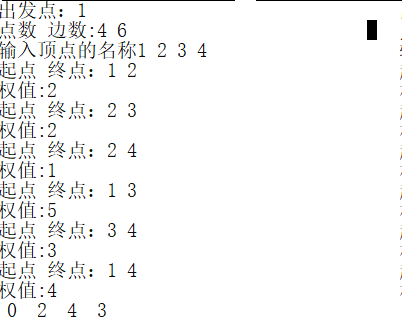 出发点: 1
点数 边数:4 6
输入顶点的名称1 2 3 4
起点 终点: 1 2
权值:2
起点 终点: 2 3
权值:2
起点 终点: 2 4
权值:1
起点 终点: 1 3
权值:5
起点 终点: 3 4
权值:3
起点 终点: 1 4
权值:4
0 2 4 3